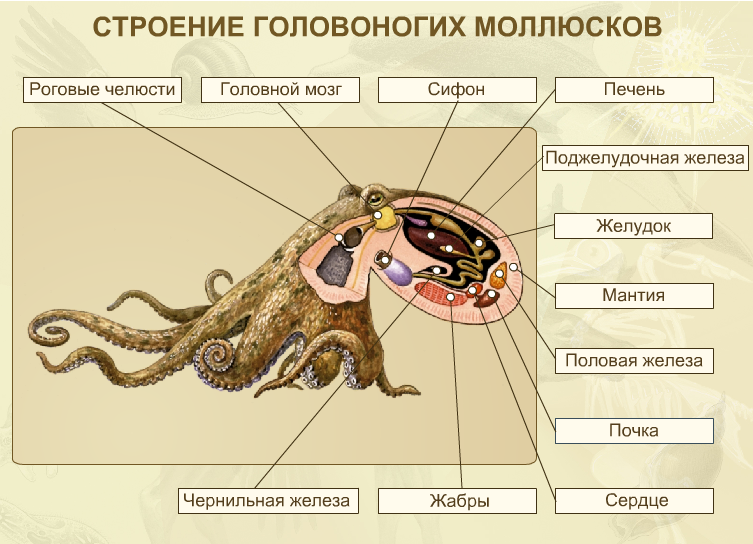 СТРОЕНИЕ ГОЛОВОНОГИХ МОЛЛЮСКОВ
Роговые челюсти
Головной мозг
Сифон
Печень
Поджелудочная железа
Желудок
Мантия
Половая железа
Почка
Чернильная железа
Жабры
Сердце